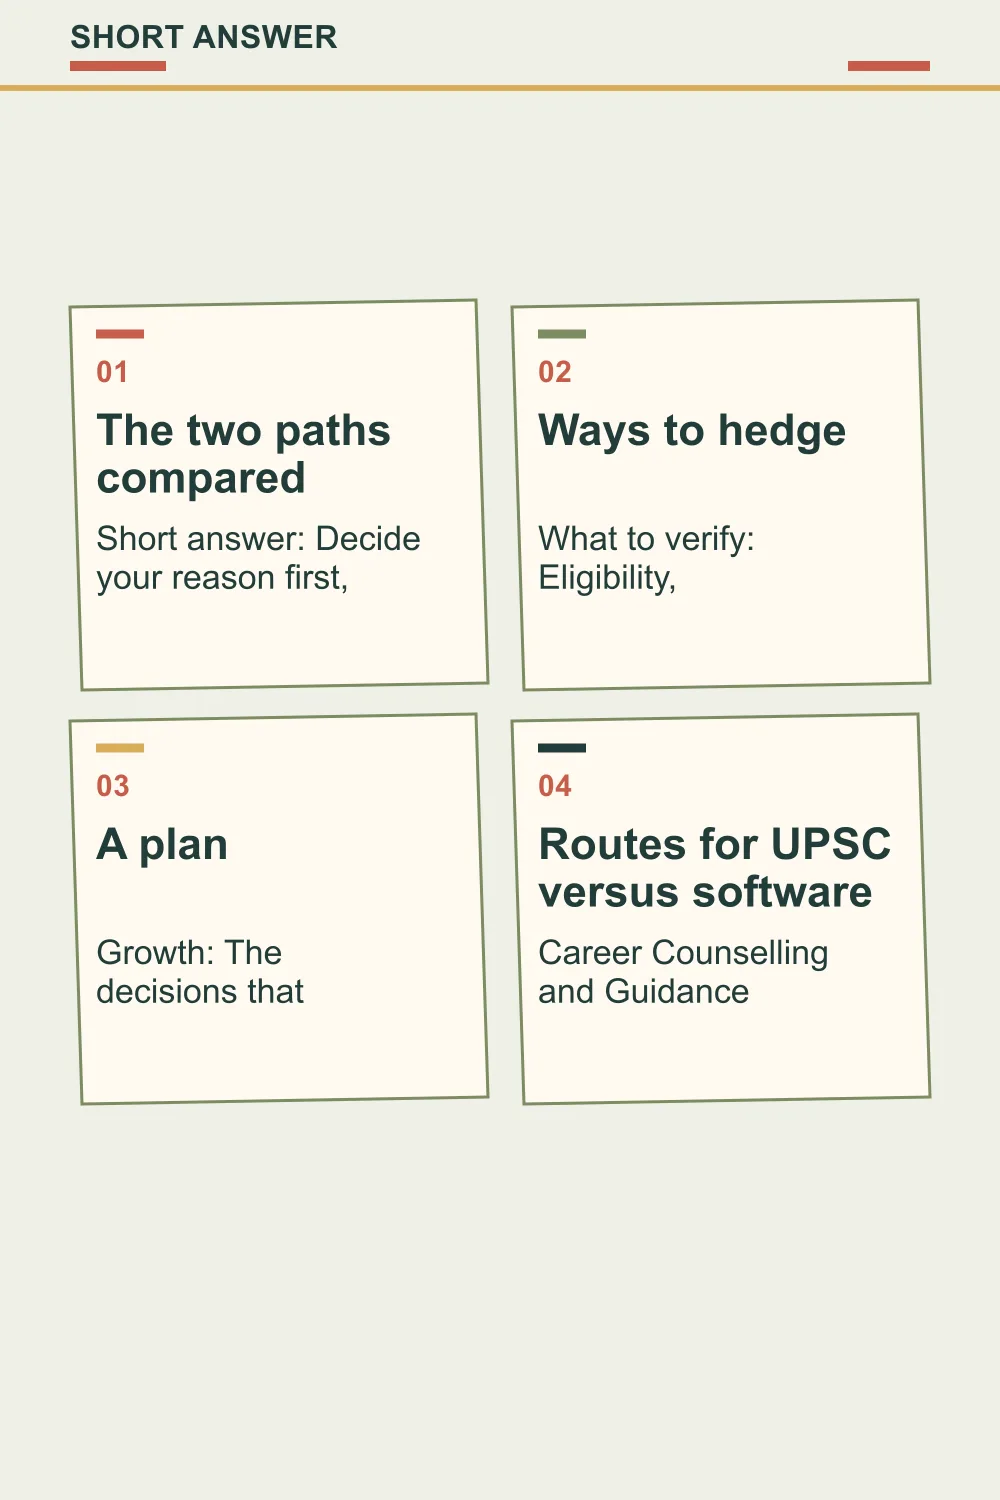 SHORT ANSWER
01
The two paths
compared
Short answer: Decide
your reason first,
02
Ways to hedge
What to verify:
Eligibility,
03
A plan
Growth: The
decisions that
04
Routes for UPSC
versus software
Career Counselling
and Guidance